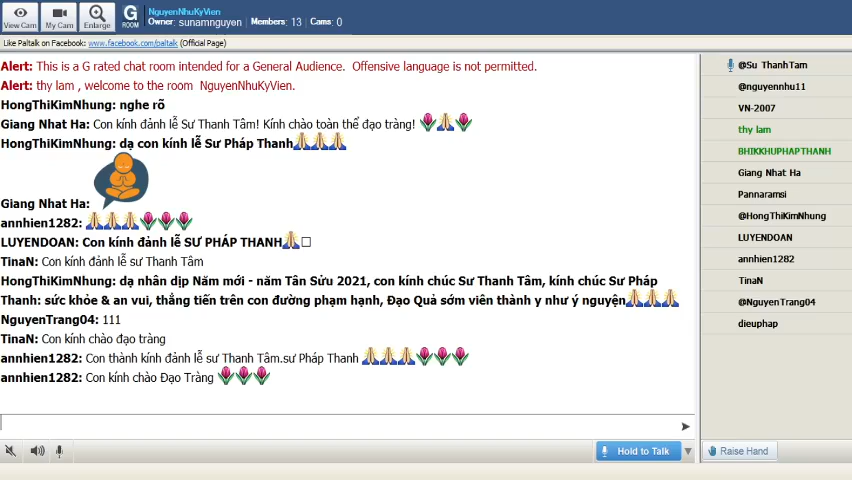 View Cam
My Cam
Enlarge
G
ROOM
NguyenNhuKyVien
Owner: sunamnguyen Members: 13 Cams: 0
Like Paltalk on Facebook: www.facebook.com/paltalk (Official Page)
Alert: This is a G rated chat room intended for a General Audience. Offensive language is not permitted.
Alert: thy lam , welcome to the room NguyenNhuKyVien.
HongThiKimNhung: nghe rõ
Giang Nhat Ha: Con kính đảnh lễ Sư Thanh Tâm! Kính chào toàn thể đạo tràng! 🌷🙏🌷
HongThiKimNhung: dạ con kính lễ Sư Pháp Thanh🙏🙏🙏
Giang Nhat Ha:
annhien1282: 🙏🙏🙏🌷🌷🌷
LUYENDOAN: Con kính đảnh lễ SƯ PHÁP THANH🙏□
TinaN: Con kính đảnh lễ sư Thanh Tâm
HongThiKimNhung: dạ nhân dịp Năm mới - năm Tân Sửu 2021, con kính chúc Sư Thanh Tâm, kính chúc Sư Pháp
Thanh: sức khỏe & an vui, thẳng tiến trên con đường phạm hạnh, Đạo Quả sớm viên thành y như ý nguyện🙏🙏🙏
NguyenTrang04: 111
TinaN: Con kính chào đạo tràng
annhien1282: Con thành kính đảnh lễ sư Thanh Tâm.sư Pháp Thanh 🙏🙏🙏🌷🌷🌷
annhien1282: Con kính chào Đạo Tràng 🌷🌷🌷
Hold to Talk
@Su ThanhTam
@nguyennhu11
VN-2007
thy lam
BHIKKHUPHAPTHANH
Giang Nhat Ha
Pannaramsi
@HongThiKimNhung
LUYENDOAN
annhien1282
TinaN
@NguyenTrang04
dieuphap
Raise Hand